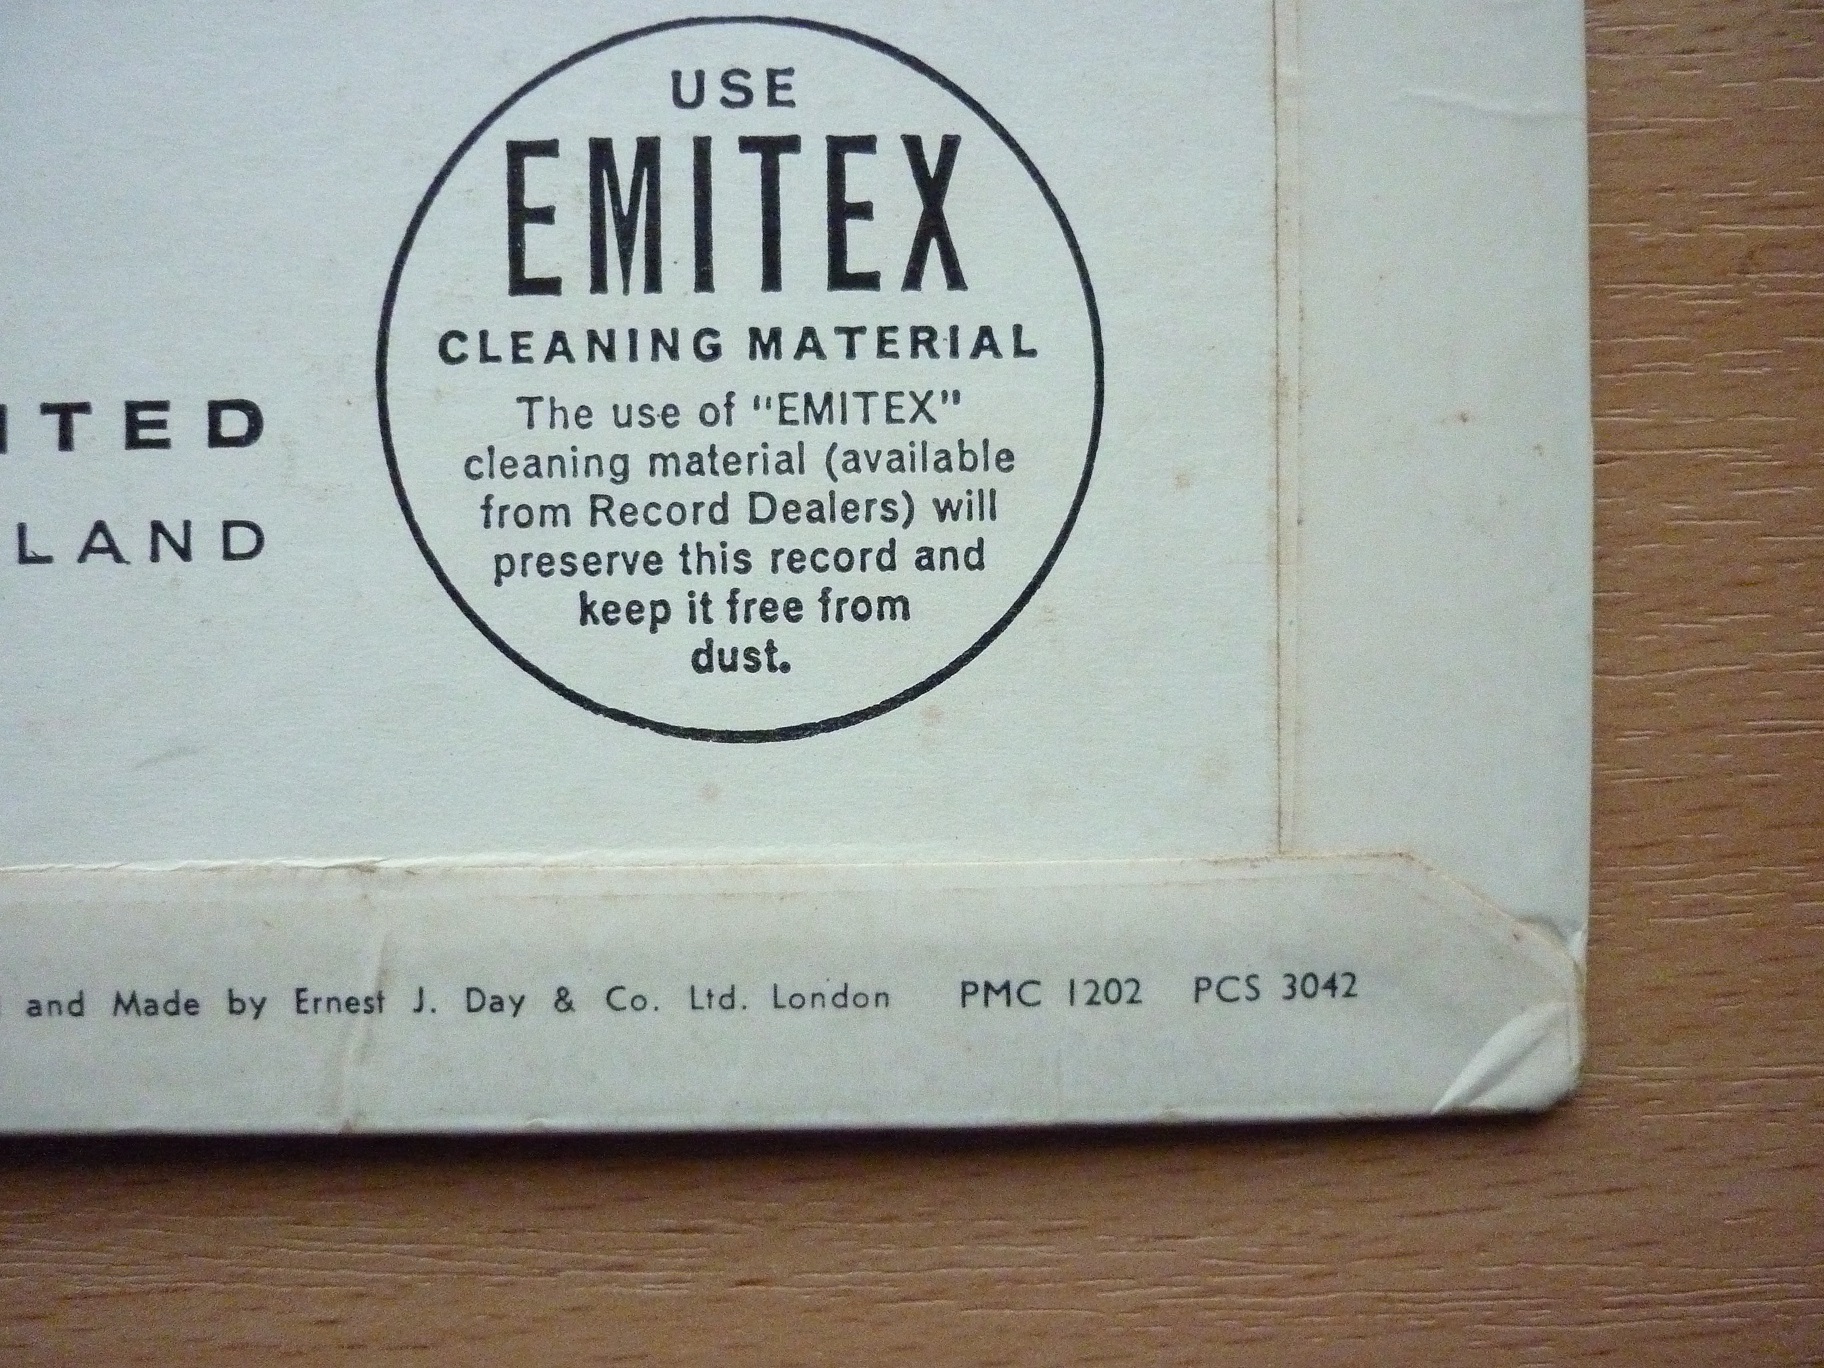 USE
EMITEX
CLEANING MATERIAL
The use of "EMITEX"
cleaning material (available
from Record Dealers) will
preserve this record and
keep it free from
dust.
ITED
LAND
and Made by Ernest J. Day & Co. Ltd. London PMC 1202 PCS 3042